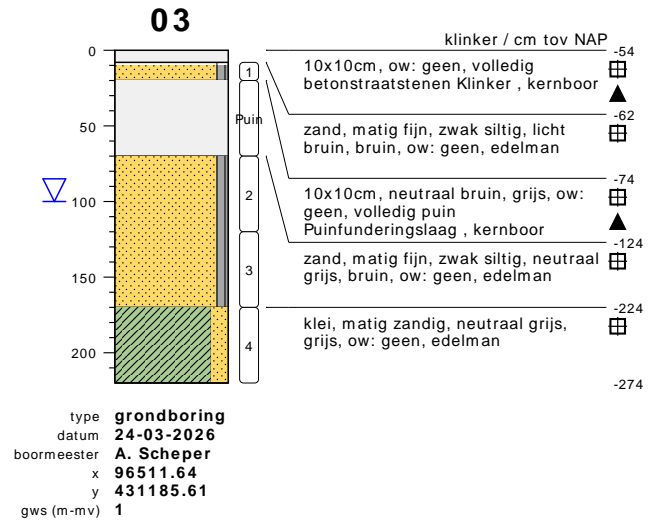 03
klinker / cm tov NAP
0
50
100
150
200
1
Puin
2
3
4
-54
10x10cm, ow: geen, volledig
betonstraatstenen Klinker , kernboor
-62
zand, matig fijn, zwak siltig, licht
bruin, bruin, ow: geen, edelman
-74
10x10cm, neutraal bruin, grijs, ow:
geen, volledig puin
Puinfunderingslaag , kernboor
-124
zand, matig fijn, zwak siltig, neutraal
grijs, bruin, ow: geen, edelman
-224
klei, matig zandig, neutraal grijs,
grijs, ow: geen, edelman
-274
type grondboring
datum 24-03-2026
boormeester A. Scheper
x 96511.64
y 431185.61
gws (m-mv) 1